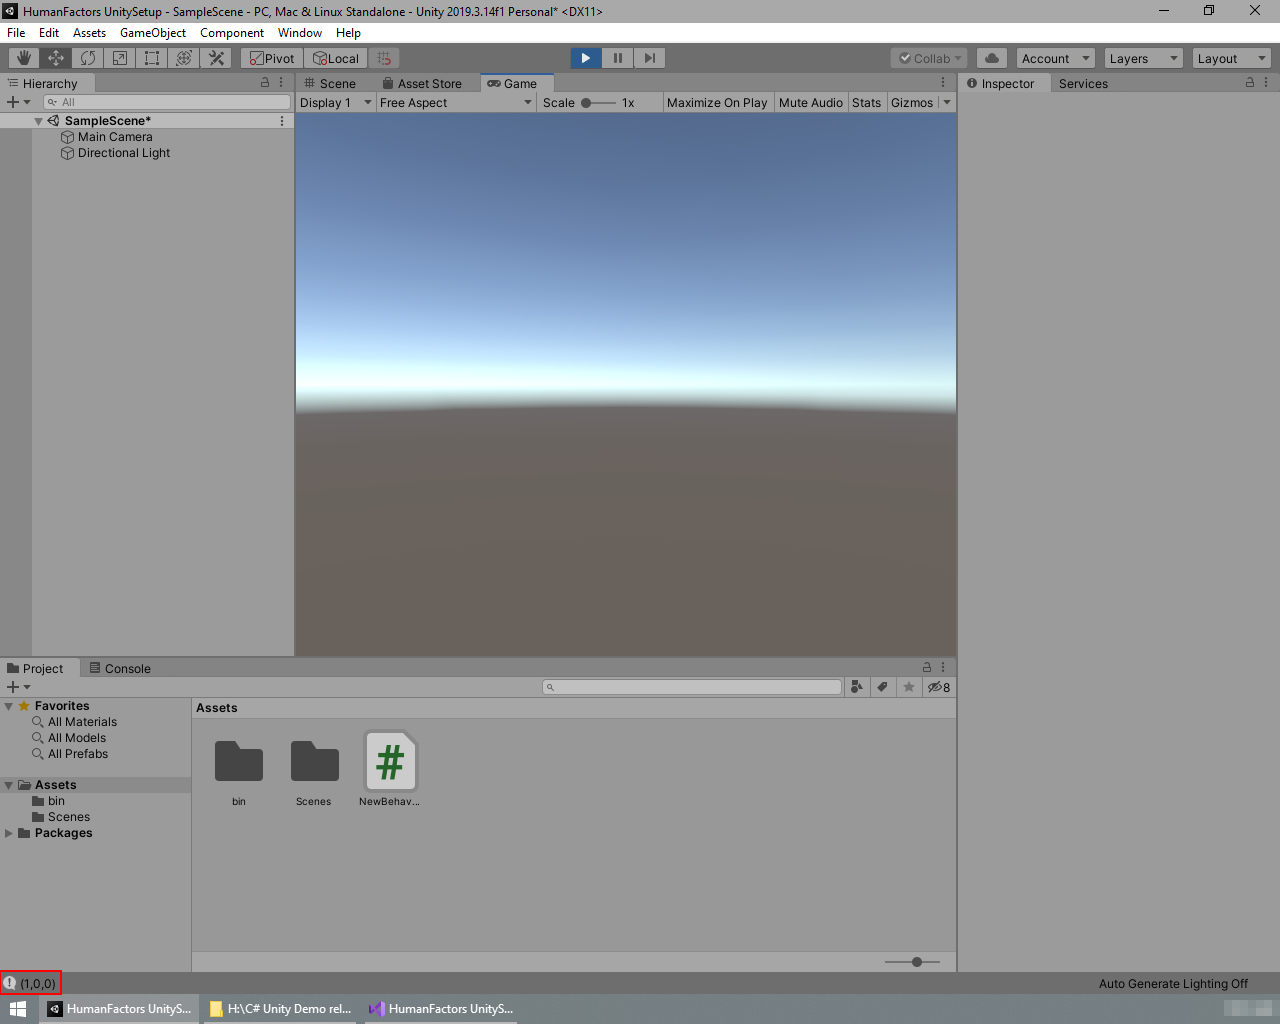 HumanFactors UnitySetup - SampleScene - PC, Mac & Linux Standalone - Unity 2019.3.14f1 Personal* <DX11>
File Edit Assets GameObject Component Window Help
Pivot Local Collab Account Layers Layout
Hierarchy
All
SampleScene*
Main Camera
Directional Light
Scene Asset Store Game
Display 1 Free Aspect Scale 1x Maximize On Play Mute Audio Stats Gizmos
Inspector Services
Project Console
8
Favorites
All Materials
All Models
All Prefabs
Assets
bin
Scenes
Packages
Assets
bin Scenes NewBehav...
(1,0,0) Auto Generate Lighting Off
HumanFactors UnityS... H:\C# Unity Demo rel... HumanFactors UnityS...